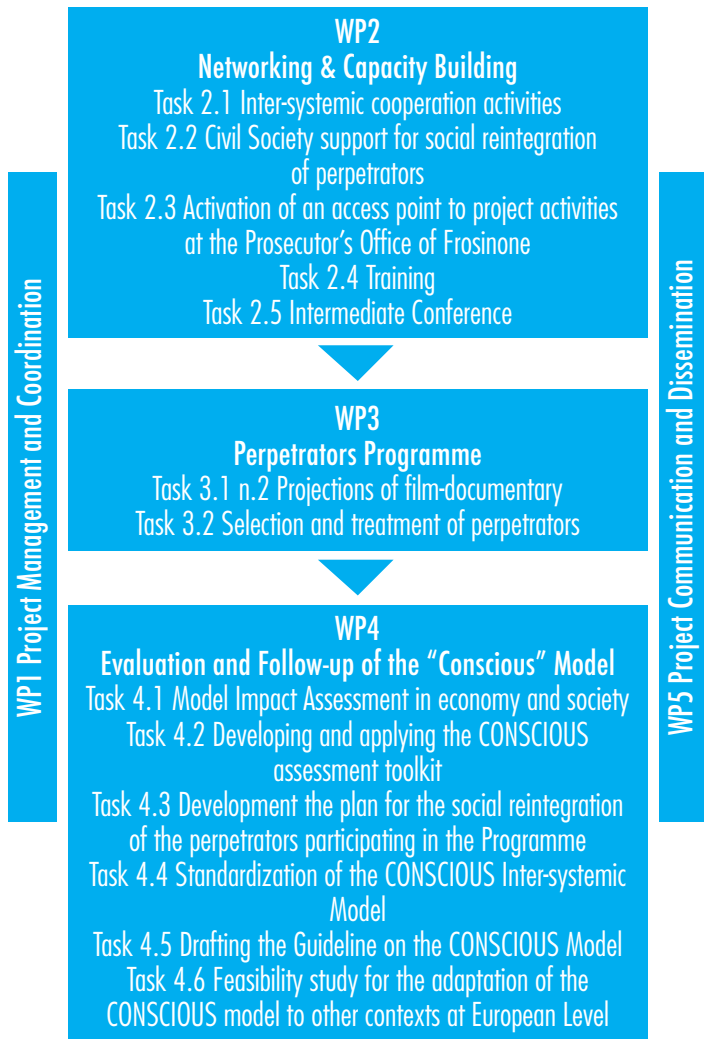 WP1 Project Management and Coordination
WP2
Networking & Capacity Building
Task 2.1 Inter-systemic cooperation activities
Task 2.2 Civil Society support for social reintegration
of perpetrators
Task 2.3 Activation of an access point to project activities
at the Prosecutor's Office of Frosinone
Task 2.4 Training
Task 2.5 Intermediate Conference
WP3
Perpetrators Programme
Task 3.1 n.2 Projections of film-documentary
Task 3.2 Selection and treatment of perpetrators
WP4
Evaluation and Follow-up of the “Conscious” Model
Task 4.1 Model Impact Assessment in economy and society
Task 4.2 Developing and applying the CONSCIOUS
assessment toolkit
Task 4.3 Development the plan for the social reintegration
of the perpetrators participating in the Programme
Task 4.4 Standardization of the CONSCIOUS Inter-systemic
Model
Task 4.5 Drafting the Guideline on the CONSCIOUS Model
Task 4.6 Feasibility study for the adaptation of the
CONSCIOUS model to other contexts at European Level
WP5 Project Communication and Dissemination